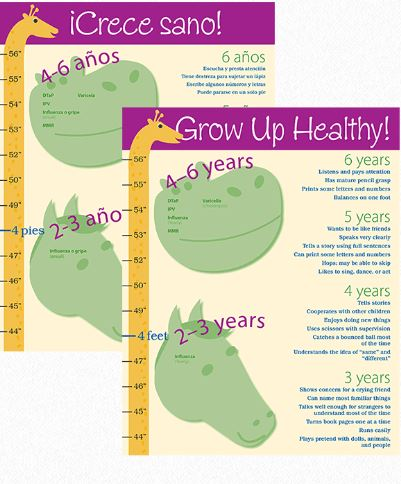 ¡Crece sano!
56"
4-6 años
DTaP
Varicela
IPV
Influenza o gripe
MMR
6 años
Escucha y presta atención
Tiene destreza para sujetar un lápiz
Escribe algunos números y letras
Puede pararse en un solo pie
55"
54"
53"
52"
51"
50"
49"
4 pies
2-3 año
Influenza o gripe
47"
46"
45"
44"
Grow Up Healthy!
56"
4-6 years
DTaP
Varicella
IPV
Influenza
MMR
55"
54"
53"
52"
51"
50"
49"
4 feet
2-3 years
Influenza
47"
46"
45"
44"
6 years
Listens and pays attention
Has mature pencil grasp
Prints some letters and numbers
Balances on one foot
5 years
Wants to be like friends
Speaks very clearly
Tells a story using full sentences
Can print some letters and numbers
Hops; may be able to skip
Likes to sing, dance, or act
4 years
Tells stories
Cooperates with other children
Enjoys doing new things
Uses scissors with supervision
Catches a bounced ball most
of the time
Understands the idea of "same" and
"different"
3 years
Shows concern for a crying friend
Can name most familiar things
Talks well enough for strangers to
understand most of the time
Turns book pages one at a time
Runs easily
Plays pretend with dolls, animals,
and people